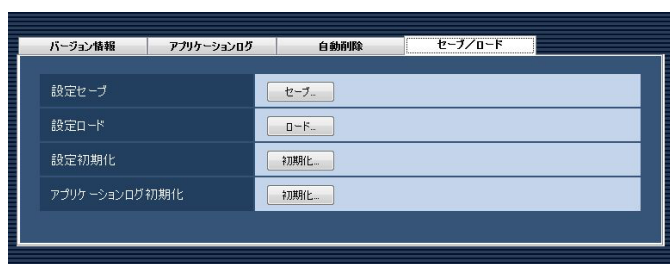 バージョン情報 アプリケーションログ 自動削除 セーブ/ロード
設定セーブ セーブ...
設定ロード ロード...
設定初期化 初期化...
アプリケーションログ初期化 初期化...